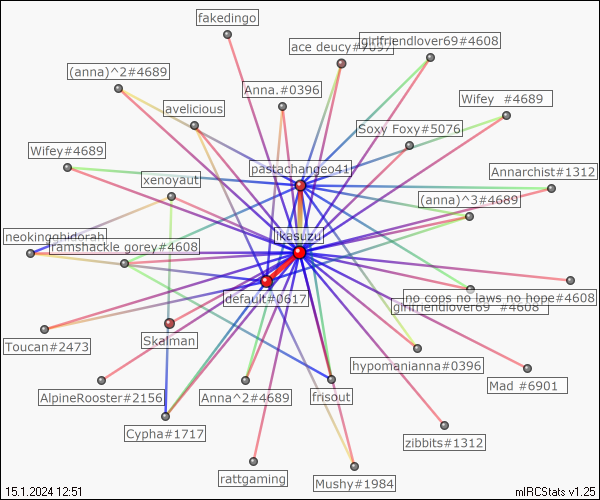 fakedingo
girlfriendlover69#4608
ace deucy#7697
(anna)^2#4689
Anna.#0396
Wifey #4689
avelicious
Soxy Foxy#5076
Wifey#4689
pastachangeo41
Annarchist#1312
xenoyaut
(anna)^3#4689
neokingghidorah
ikasuzu
ramshackle gorey#4608
default#0617
no cops no laws no hope#4608
girlfriendlover69 #4608
Toucan#2473
Skalman
hypomanianna#0396
Mad #6901
AlpineRooster#2156
Anna^2#4689
frisout
Cypha#1717
zibbits#1312
rattgaming
Mushy#1984
15.1.2024 12:51
mIRCStats v1.25